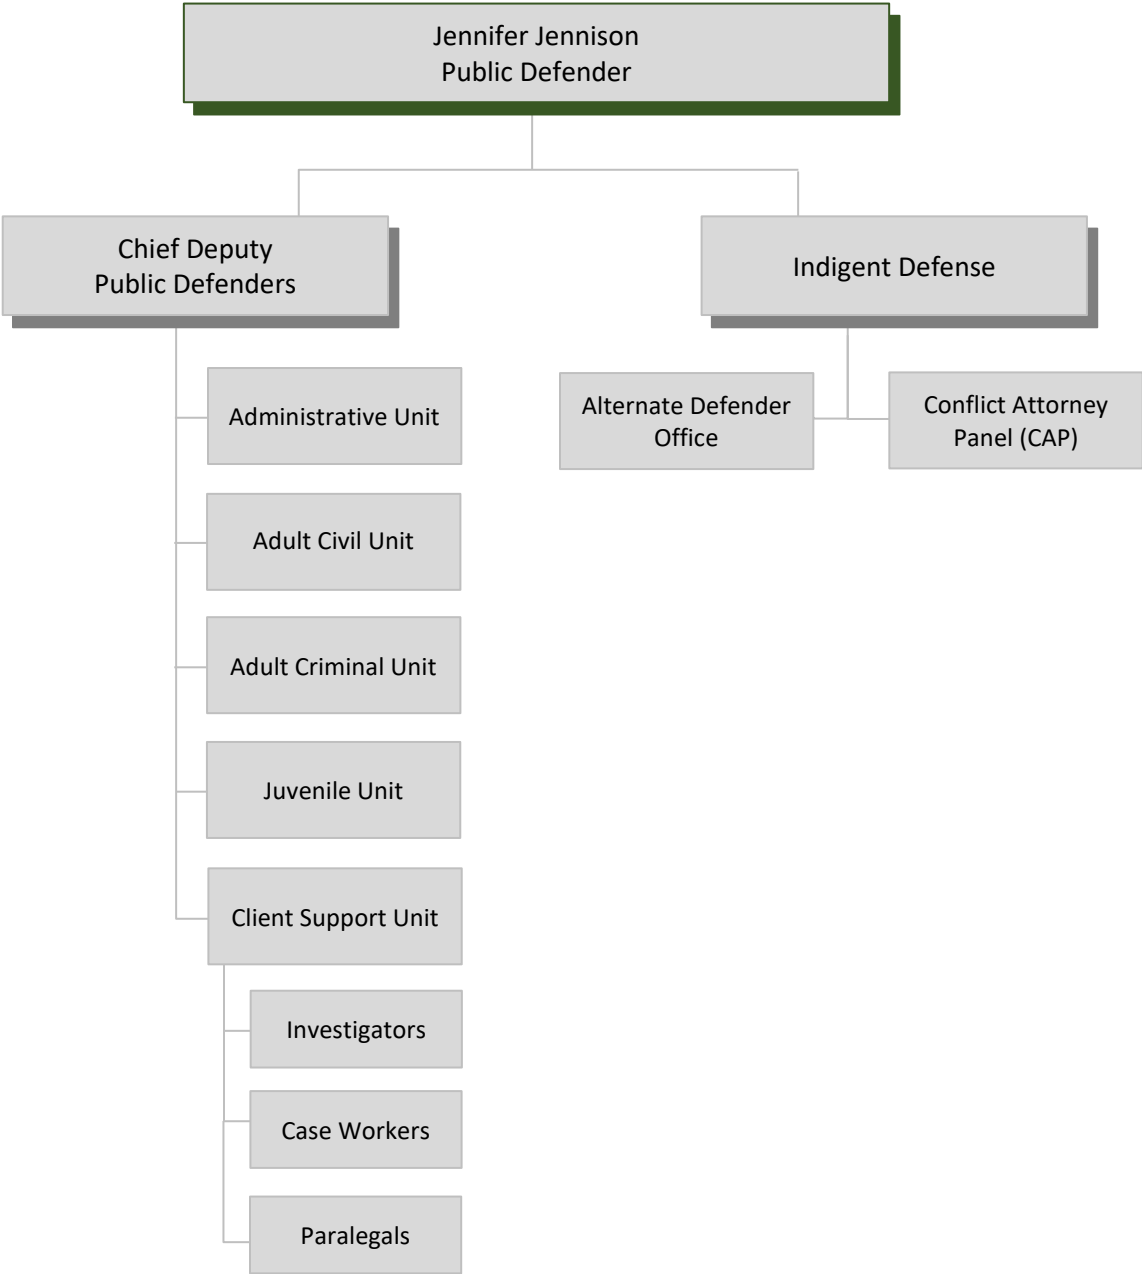 Jennifer Jennison
Public Defender
Chief Deputy
Public Defenders
Indigent Defense
Administrative Unit
Alternate Defender
Office
Conflict Attorney
Panel (CAP)
Adult Civil Unit
Adult Criminal Unit
Juvenile Unit
Client Support Unit
Investigators
Case Workers
Paralegals